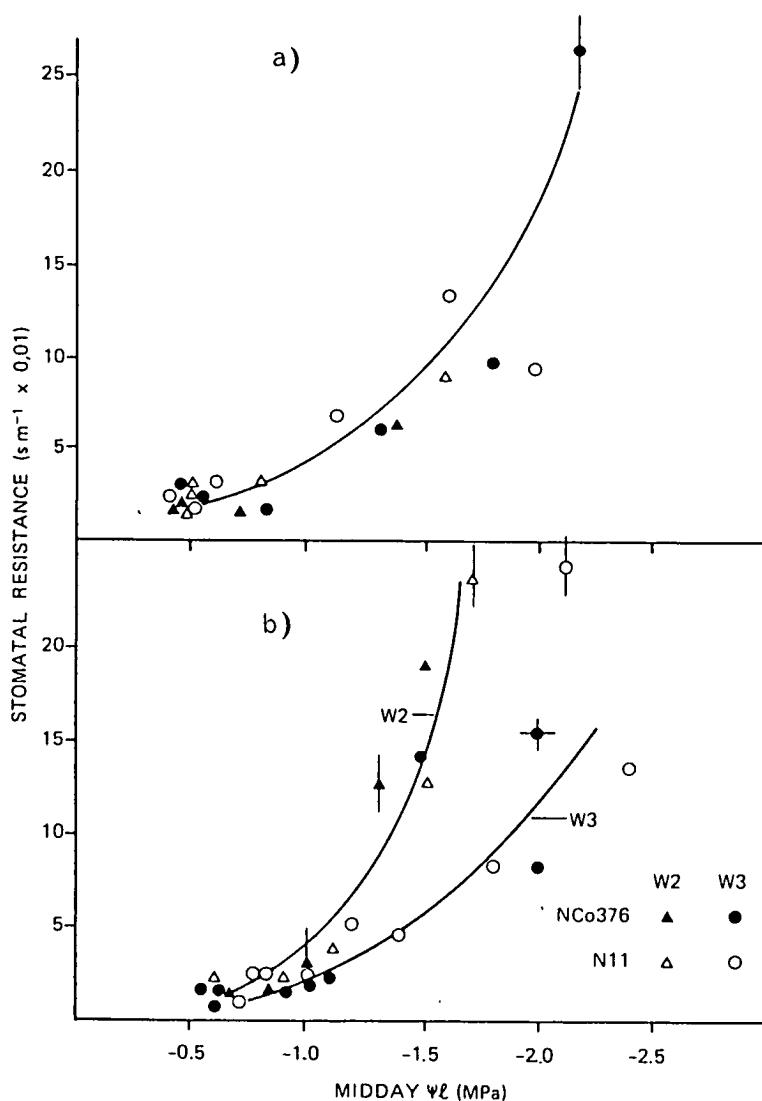 a)
25
20
15
10
5
STOMATAL RESISTANCE (s m⁻¹ x 0,01)
b)
20
15
10
5
W2
W3
W2 W3
NCo376
N11
-0.5 -1.0 -1.5 -2.0 -2.5
MIDDAY Ψℓ (MPa)